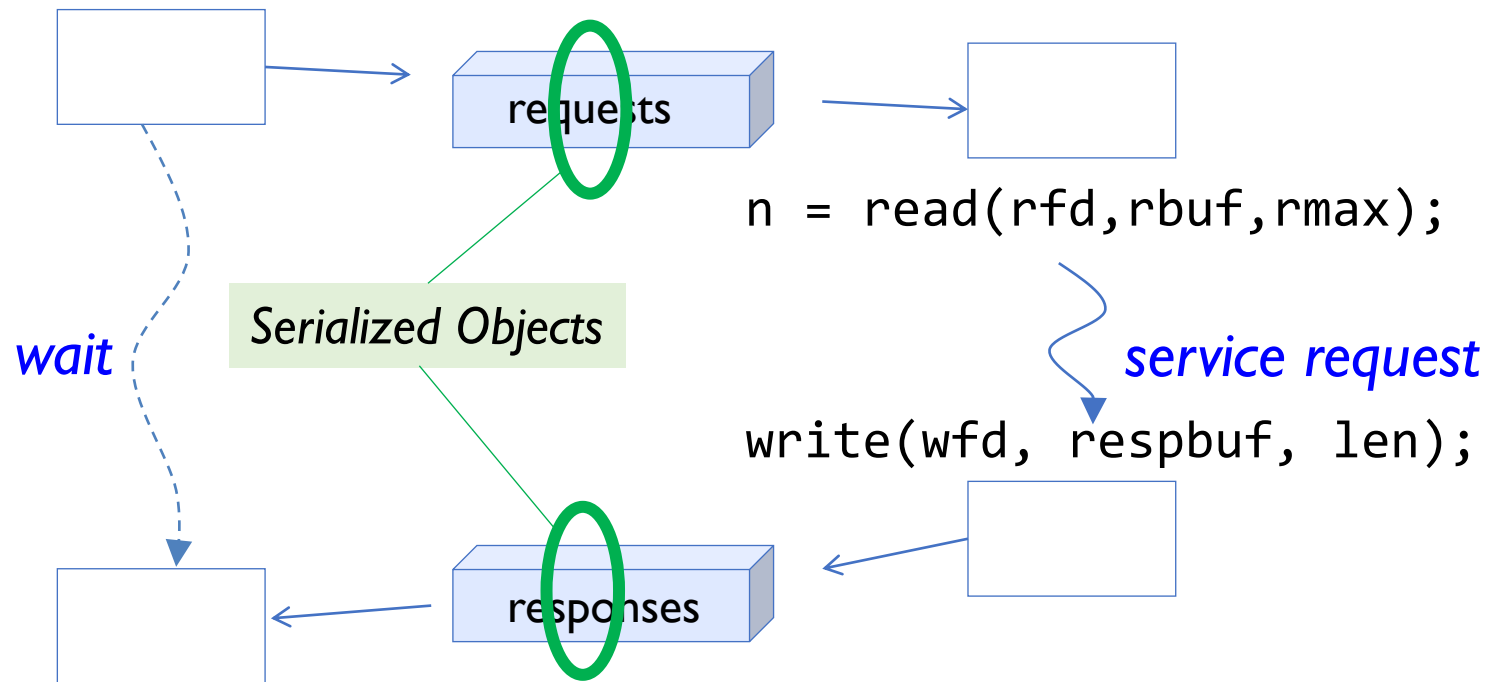 requests
n = read(rfd,rbuf,rmax);
Serialized Objects
wait
service request
write(wfd, respbuf, len);
responses